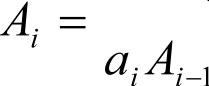 A_i =
a_i A_{i-1}